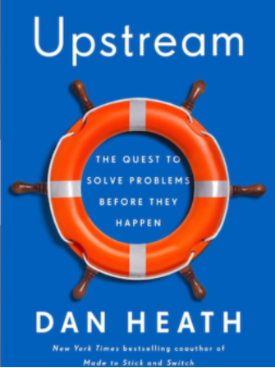 Upstream
THE QUEST TO
SOLVE PROBLEMS
BEFORE THEY
HAPPEN
DAN HEATH
New York Times bestselling coauthor of
Made to Stick and Switch